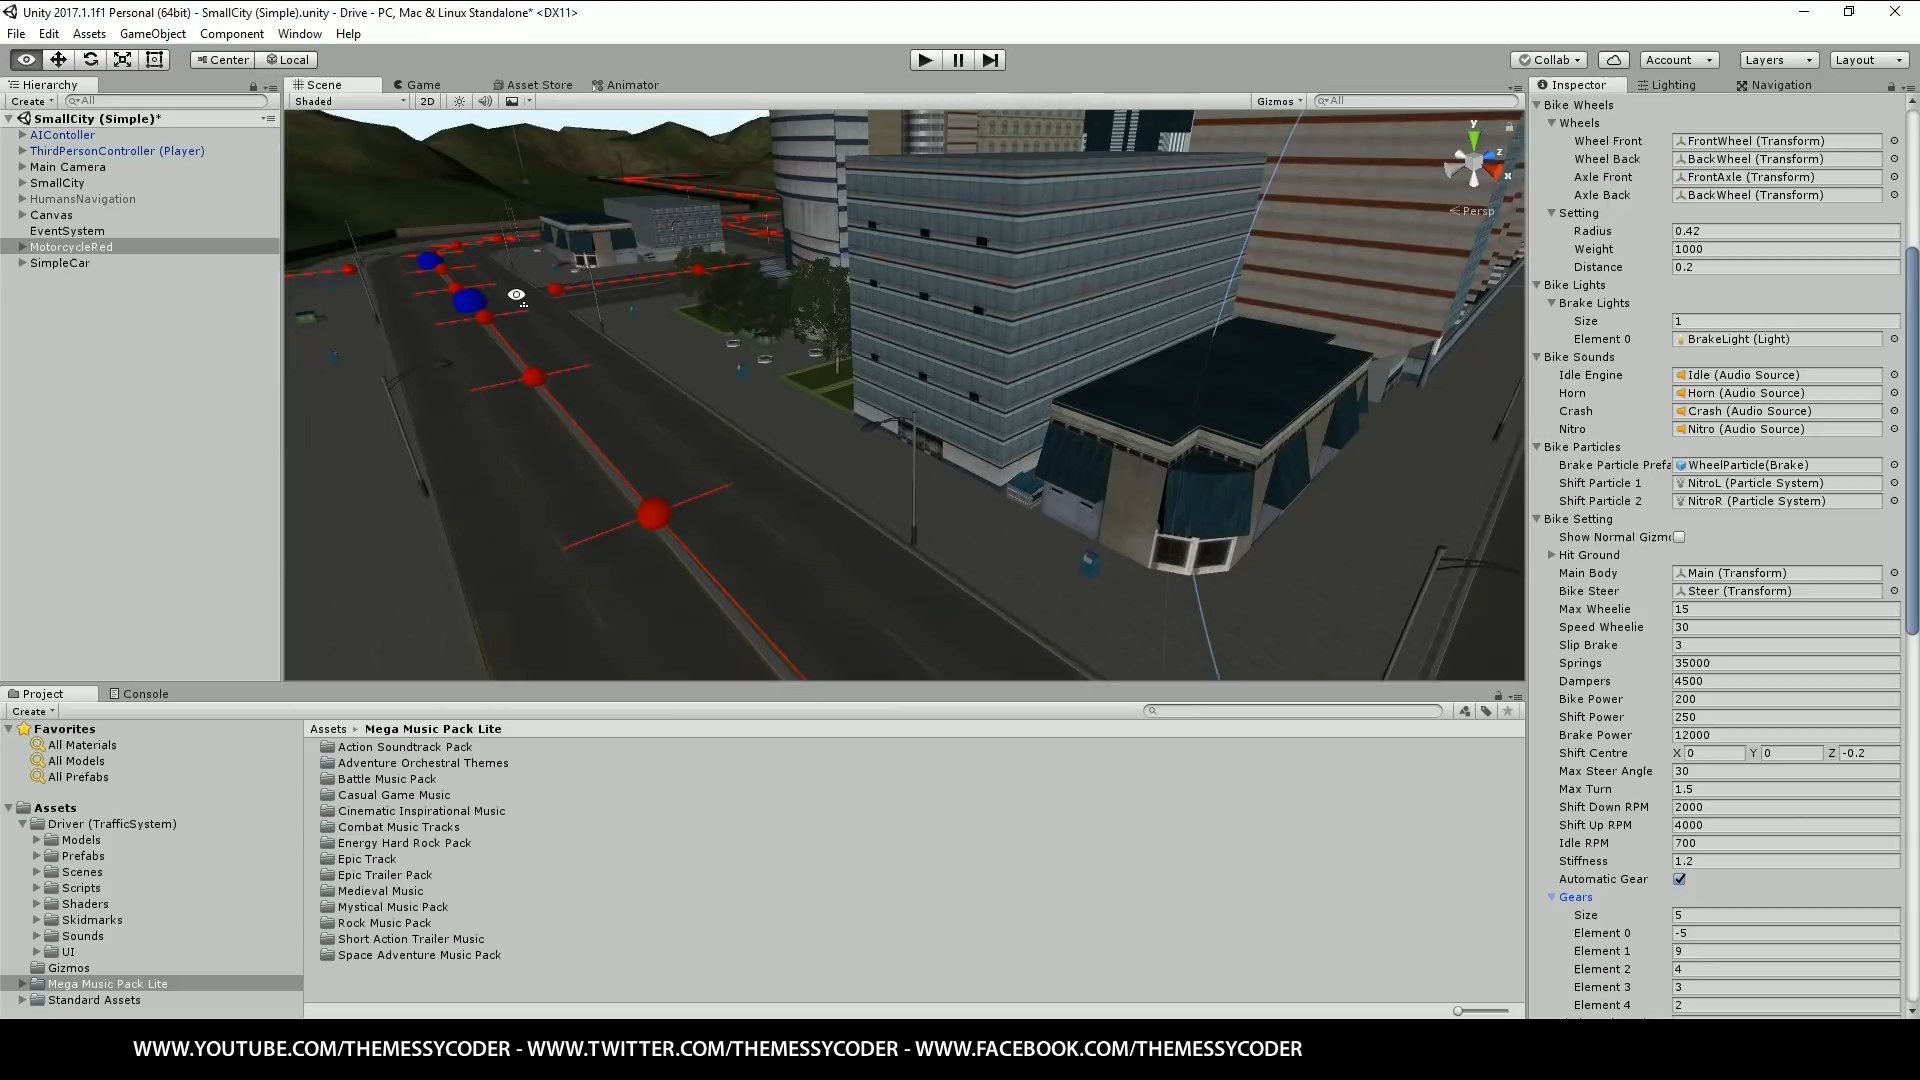 Unity 2017.1.1f1 Personal (64bit) - SmallCity (Simple).unity - Drive - PC, Mac & Linux Standalone* <DX11>
File Edit Assets GameObject Component Window Help
Center Local Collab Account Layers Layout
Hierarchy
Create All
SmallCity (Simple)*
AIContoller
ThirdPersonController (Player)
Main Camera
SmallCity
HumansNavigation
Canvas
EventSystem
MotorcycleRed
SimpleCar
Scene Game Asset Store Animator
Shaded 2D Gizmos All
y
z
x
Persp
Inspector Lighting Navigation
Bike Wheels
Wheels
Wheel Front FrontWheel (Transform)
Wheel Back BackWheel (Transform)
Axle Front FrontAxle (Transform)
Axle Back BackWheel (Transform)
Setting
Radius 0.42
Weight 1000
Distance 0.2
Bike Lights
Brake Lights
Size 1
Element 0 BrakeLight (Light)
Bike Sounds
Idle Engine Idle (Audio Source)
Horn Horn (Audio Source)
Crash Crash (Audio Source)
Nitro Nitro (Audio Source)
Bike Particles
Brake Particle Prefa WheelParticle(Brake)
Shift Particle 1 NitroL (Particle System)
Shift Particle 2 NitroR (Particle System)
Bike Setting
Show Normal Gizmo
Hit Ground
Main Body Main (Transform)
Bike Steer Steer (Transform)
Max Wheelie 15
Speed Wheelie 30
Slip Brake 3
Springs 35000
Dampers 4500
Bike Power 200
Shift Power 250
Brake Power 12000
Shift Centre X 0 Y 0 Z -0.2
Max Steer Angle 30
Max Turn 1.5
Shift Down RPM 2000
Shift Up RPM 4000
Idle RPM 700
Stiffness 1.2
Automatic Gear
Gears
Size 5
Element 0 -5
Element 1 9
Element 2 4
Element 3 3
Element 4 2
Project Console
Create
Favorites
All Materials
All Models
All Prefabs
Assets
Driver (TrafficSystem)
Models
Prefabs
Scenes
Scripts
Shaders
Skidmarks
Sounds
UI
Gizmos
Mega Music Pack Lite
Standard Assets
Assets Mega Music Pack Lite
Action Soundtrack Pack
Adventure Orchestral Themes
Battle Music Pack
Casual Game Music
Cinematic Inspirational Music
Combat Music Tracks
Energy Hard Rock Pack
Epic Track
Epic Trailer Pack
Medieval Music
Mystical Music Pack
Rock Music Pack
Short Action Trailer Music
Space Adventure Music Pack
WWW.YOUTUBE.COM/THEMESSYCODER - WWW.TWITTER.COM/THEMESSYCODER - WWW.FACEBOOK.COM/THEMESSYCODER